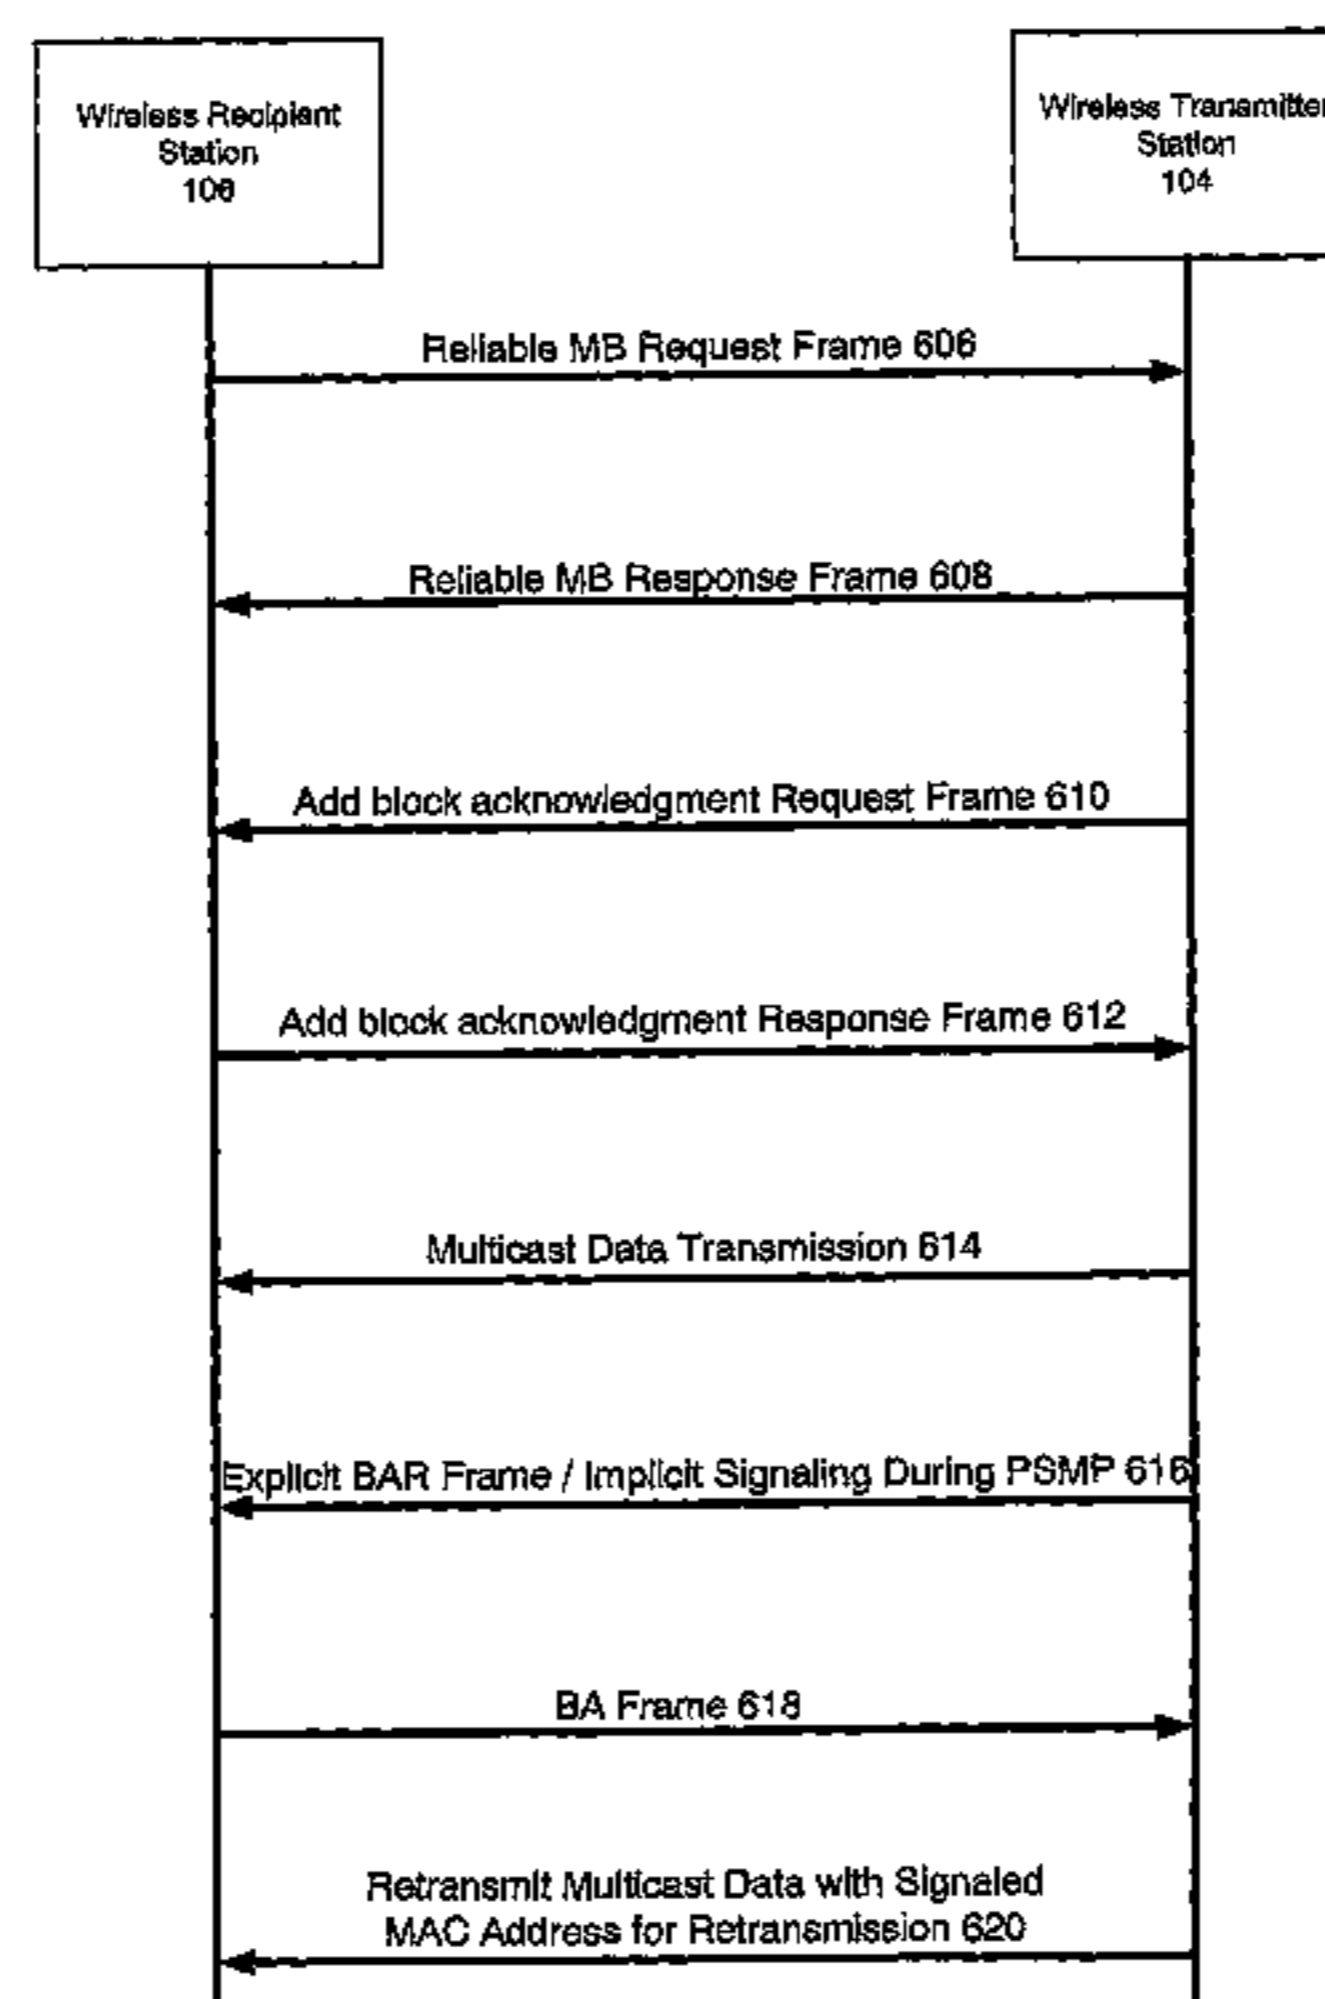 Wireless Recipient
Station
106
Wireless Transmitter
Station
104
Reliable MB Request Frame 606
Reliable MB Response Frame 608
Add block acknowledgment Request Frame 610
Add block acknowledgment Response Frame 612
Multicast Data Transmission 614
Explicit BAR Frame / Implicit Signaling During PSMP 616
BA Frame 618
Retransmit Multicast Data with Signaled
MAC Address for Retransmission 620